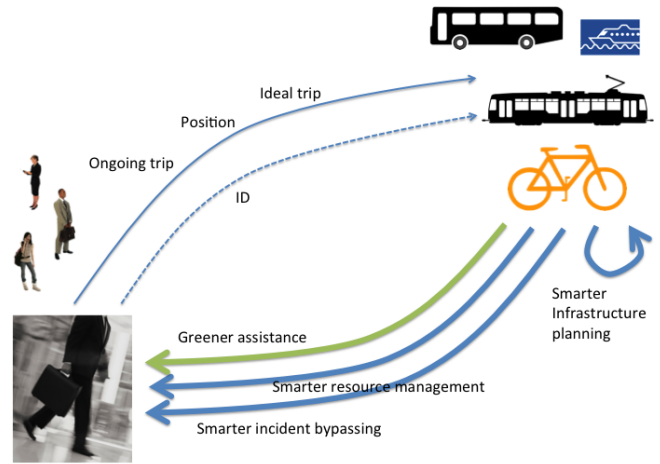 Ideal trip
Position
Ongoing trip
ID
Smarter
Infrastructure
planning
Greener assistance
Smarter resource management
Smarter incident bypassing